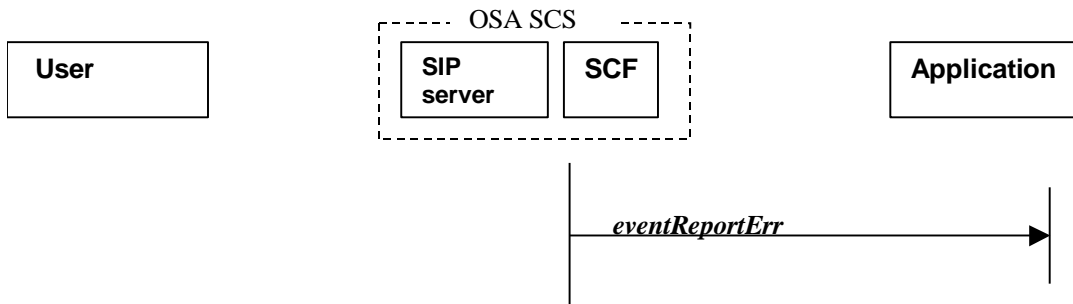 OSA SCS
User
SIP
server
SCF
Application
eventReportErr